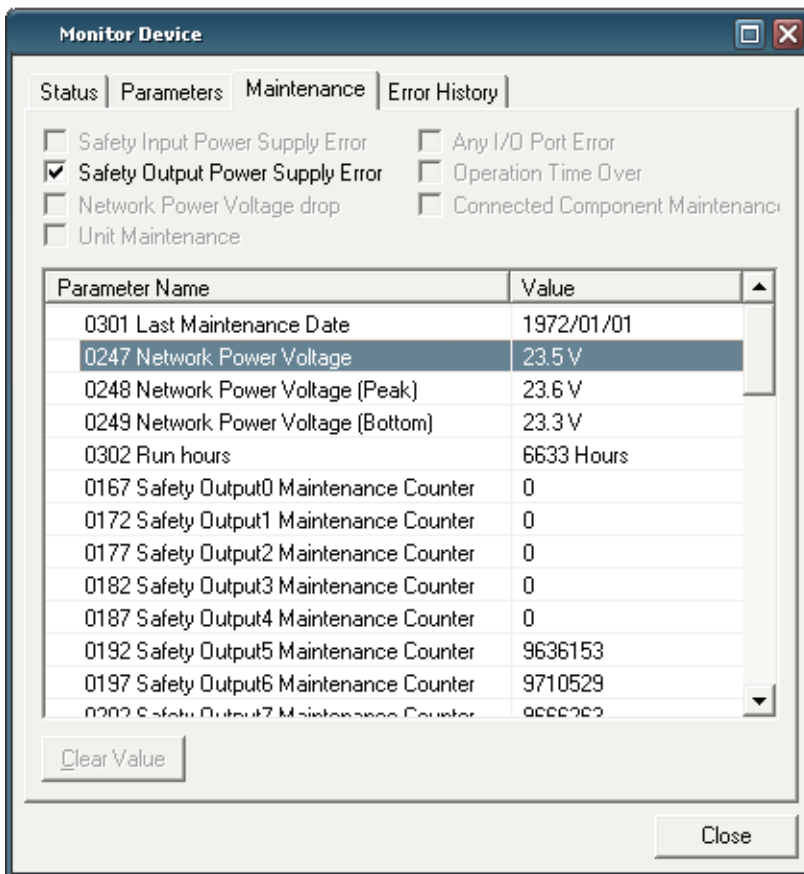 Monitor Device
Status Parameters Maintenance Error History
Safety Input Power Supply Error Any I/O Port Error
Safety Output Power Supply Error Operation Time Over
Network Power Voltage drop Connected Component Maintenanc
Unit Maintenance
Parameter Name Value
0301 Last Maintenance Date 1972/01/01
0247 Network Power Voltage 23.5 V
0248 Network Power Voltage (Peak) 23.6 V
0249 Network Power Voltage (Bottom) 23.3 V
0302 Run hours 6633 Hours
0167 Safety Output0 Maintenance Counter 0
0172 Safety Output1 Maintenance Counter 0
0177 Safety Output2 Maintenance Counter 0
0182 Safety Output3 Maintenance Counter 0
0187 Safety Output4 Maintenance Counter 0
0192 Safety Output5 Maintenance Counter 9636153
0197 Safety Output6 Maintenance Counter 9710529
0202 Safety Output7 Maintenance Counter
Clear Value
Close